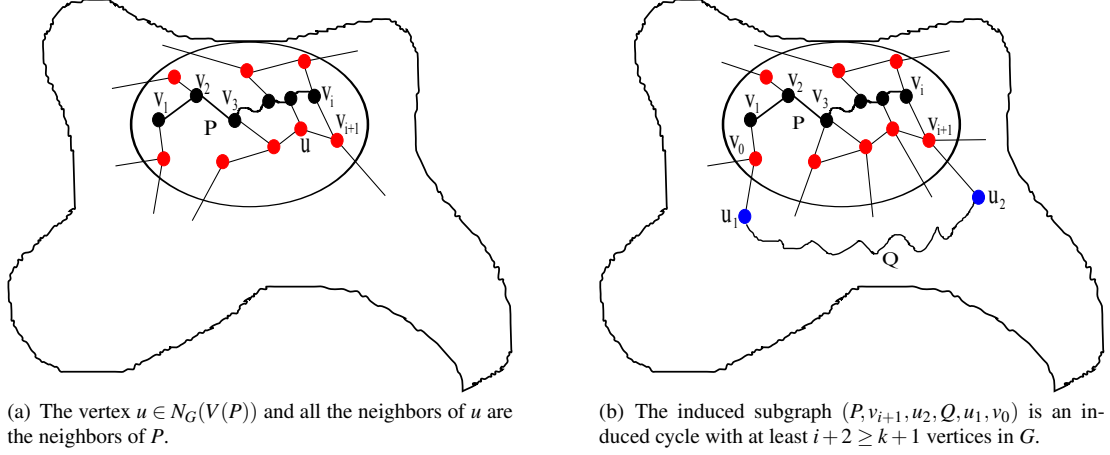 v2
v1
v3
P
vi
vi+1
u
v2
v1
v3
P
v0
vi
vi+1
u1
u2
Q
(a) The vertex u ∈ NG(V(P)) and all the neighbors of u are
the neighbors of P.
(b) The induced subgraph (P, vi+1, u2, Q, u1, v0) is an in-
duced cycle with at least i + 2 ≥ k + 1 vertices in G.